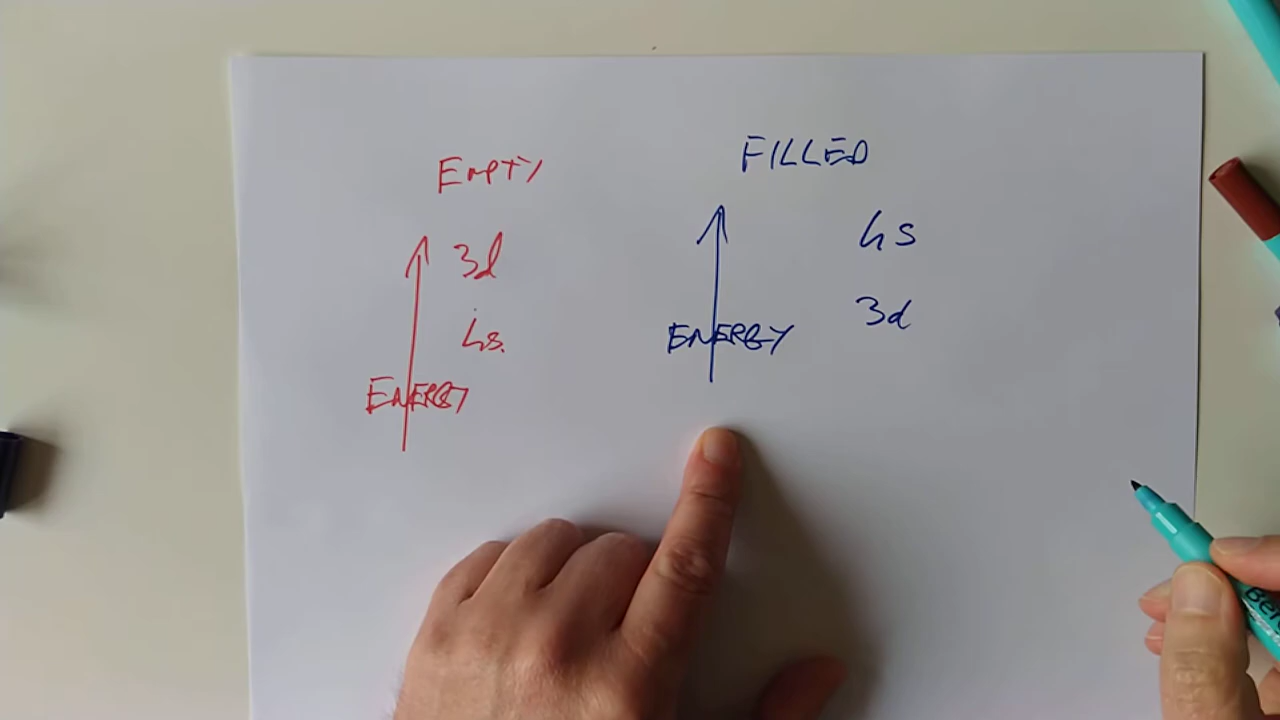 EMPTY
3d
4s.
ENERGY
FILLED
4s
3d
ENERGY